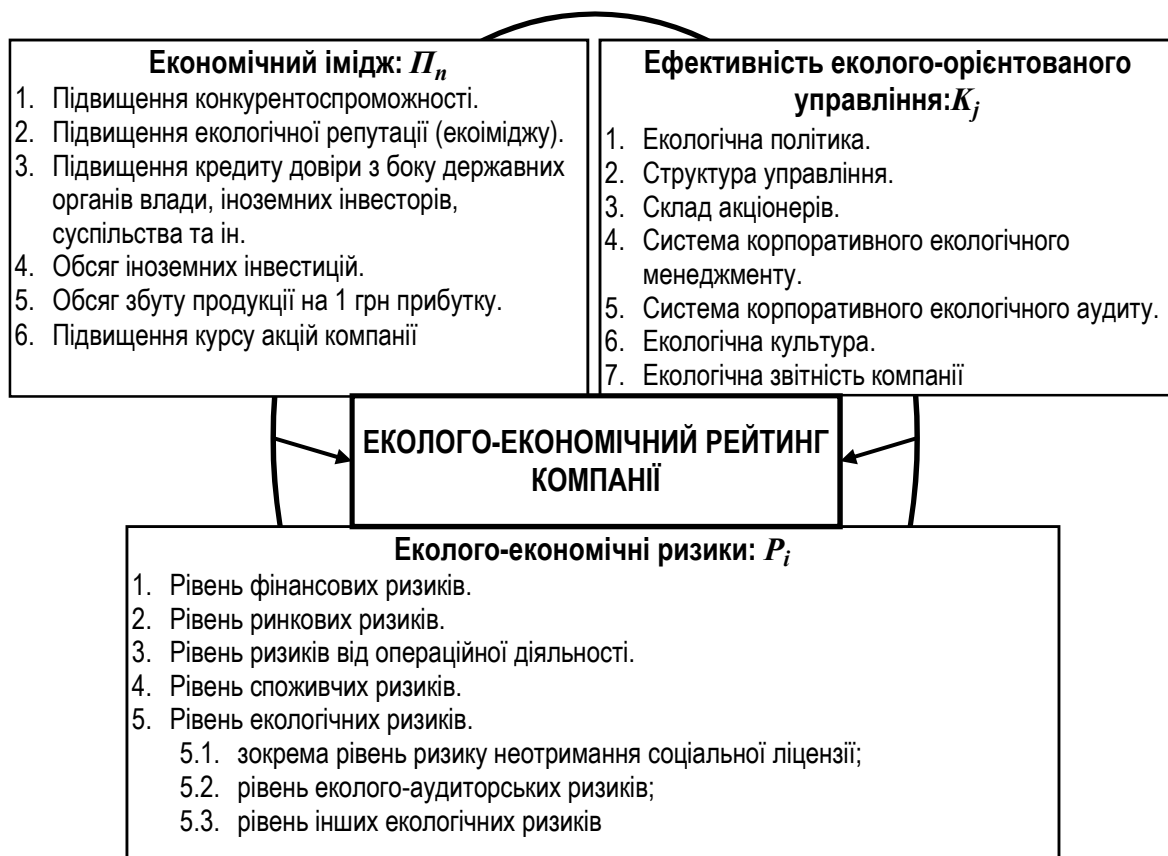 Економічний імідж: Пn
1. Підвищення конкурентоспроможності.
2. Підвищення екологічної репутації (екоіміджу).
3. Підвищення кредиту довіри з боку державних
органів влади, іноземних інвесторів,
суспільства та ін.
4. Обсяг іноземних інвестицій.
5. Обсяг збуту продукції на 1 грн прибутку.
6. Підвищення курсу акцій компанії
Ефективність еколого-орієнтованого
управління:Kj
1. Екологічна політика.
2. Структура управління.
3. Склад акціонерів.
4. Система корпоративного екологічного
менеджменту.
5. Система корпоративного екологічного аудиту.
6. Екологічна культура.
7. Екологічна звітність компанії
ЕКОЛОГО-ЕКОНОМІЧНИЙ РЕЙТИНГ
КОМПАНІЇ
Еколого-економічні ризики: Pi
1. Рівень фінансових ризиків.
2. Рівень ринкових ризиків.
3. Рівень ризиків від операційної діяльності.
4. Рівень споживчих ризиків.
5. Рівень екологічних ризиків.
5.1. зокрема рівень ризику неотримання соціальної ліцензії;
5.2. рівень еколого-аудиторських ризиків;
5.3. рівень інших екологічних ризиків